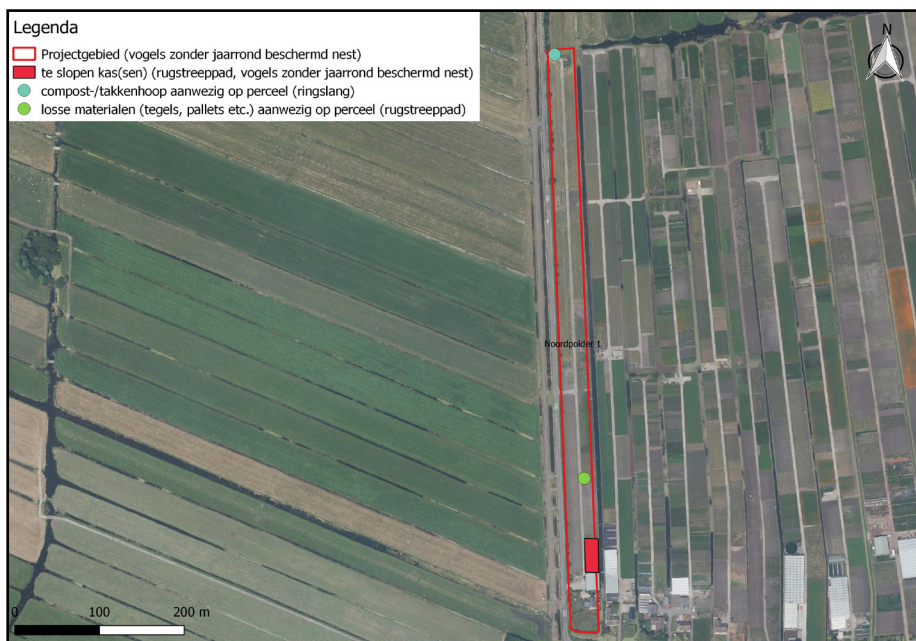 Legenda
Projectgebied (vogels zonder jaarrond beschermd nest)
te slopen kas(sen) (rugstreeppad, vogels zonder jaarrond beschermd nest)
compost-/takkenhoop aanwezig op perceel (ringslang)
losse materialen (tegels, pallets etc.) aanwezig op perceel (rugstreeppad)
N
Noordpolder 1
0 100 200 m